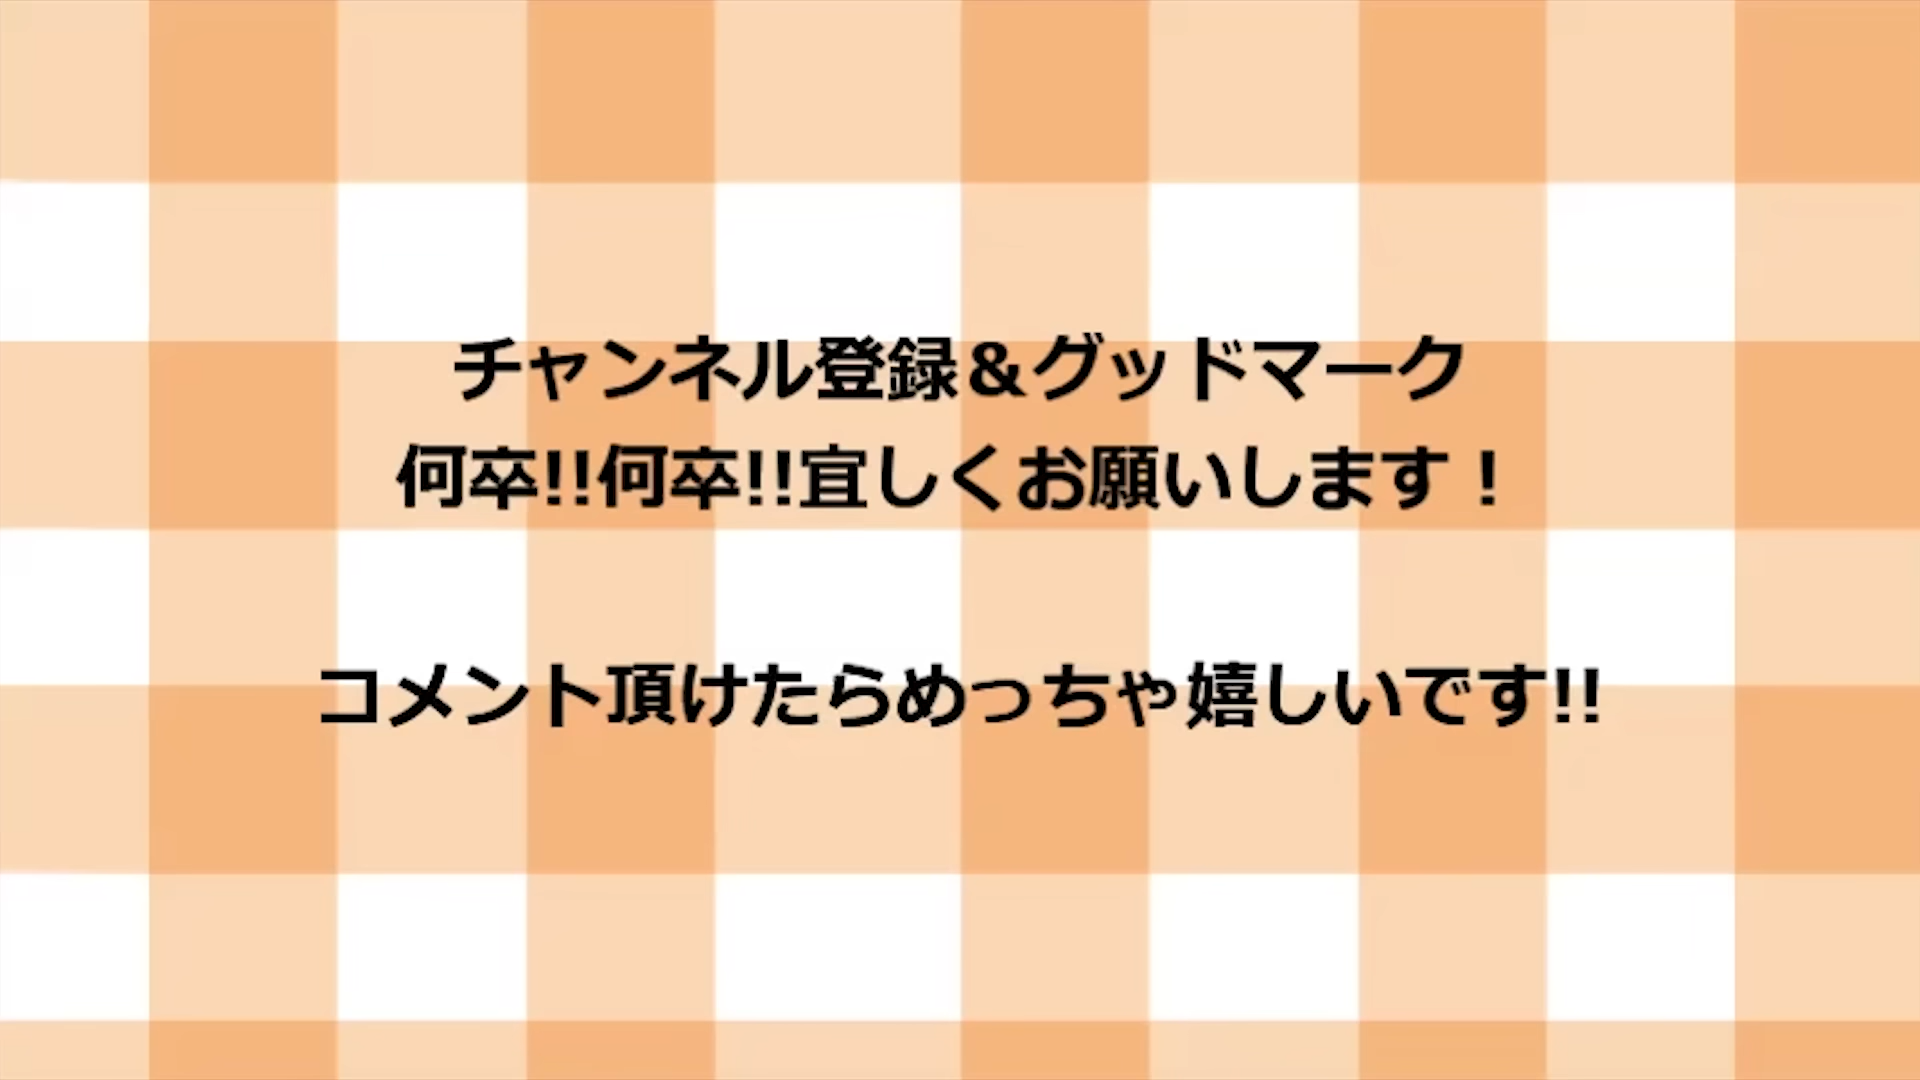 チャンネル登録＆グッドマーク
何卒!!何卒!!宜しくお願いします！
コメント頂けたらめっちゃ嬉しいです!!